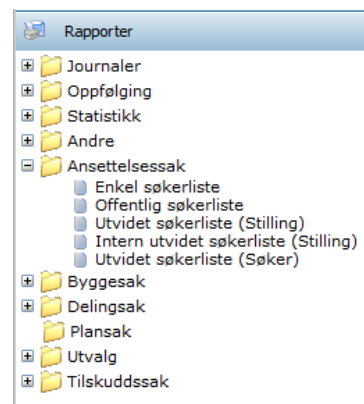 Rapporter
Journaler
Oppfølging
Statistikk
Andre
Ansettelsessak
Enkel søkerliste
Offentlig søkerliste
Utvidet søkerliste (Stilling)
Intern utvidet søkerliste (Stilling)
Utvidet søkerliste (Søker)
Byggesak
Delingsak
Plansak
Utvalg
Tilskuddssak